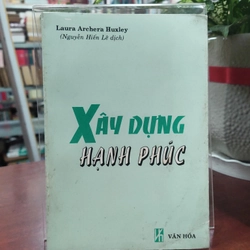 Laura Archera Huxley
(Nguyễn Hiến Lê dịch)
XÂY DỰNG
HẠNH PHÚC
VĂN HÓA